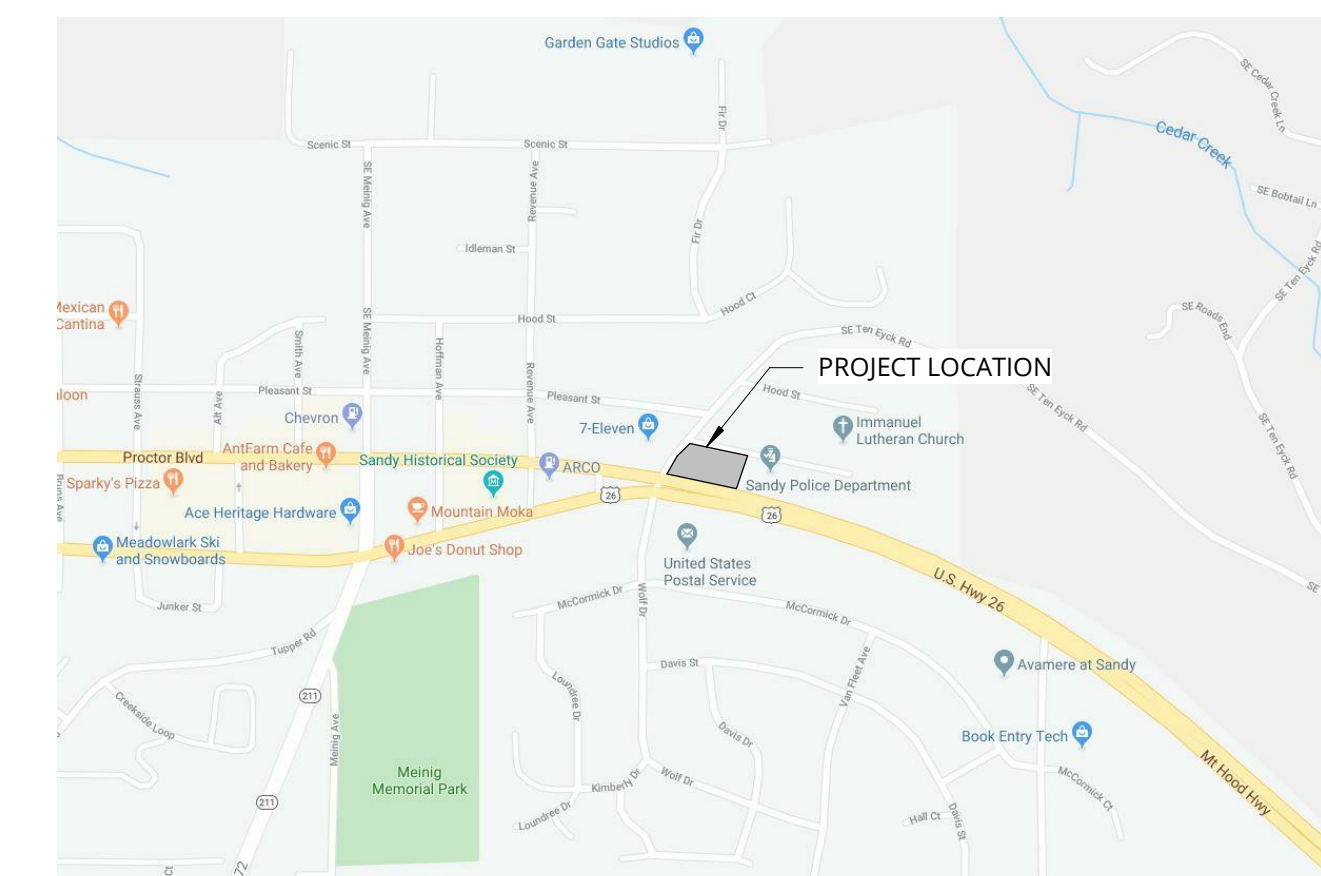 Garden Gate Studios
SE Cedar Creek Ln
Fir Dr
Cedar Creek
Scenic St
Scenic St
SE Meinig Ave
Revenue Ave
SE Bobtail Ln
Fir Dr
Idleman St
SE Ten Eyck Rd
Mexican
Cantina
Hood Ct
SE Roads End
Hood St
SE Meinig Ave
SE Ten Eyck Rd
Smith Ave
Hoffman Ave
PROJECT LOCATION
Strauss Ave
Alt Ave
Pleasant St
Revenue Ave
Pleasant St
Hood St
SE Ten Eyck Rd
Chevron
7-Eleven
Immanuel
Lutheran Church
SE Ten Eyck Rd
AntFarm Cafe
and Bakery
Proctor Blvd
Sandy Historical Society
ARCO
Sparky's Pizza
Bruns Ave
Sandy Police Department
26
26
Ace Heritage Hardware
Mountain Moka
Meadowlark Ski
and Snowboards
Joe's Donut Shop
United States
Postal Service
U.S. Hwy 26
SE
Junker St
McCormick Dr
Wolf Dr
McCormick Dr
Tupper Rd
Davis St
Van Fleet Ave
Avamere at Sandy
211
Loundree Dr
Creekside Loop
Meinig Ave
Davis Dr
Book Entry Tech
Meinig
Memorial Park
Kimberly Dr
Wolf Dr
McCormick Ct
Mt Hood Hwy
211
Loundree Dr
Hall Ct
Davis St
72
Ct